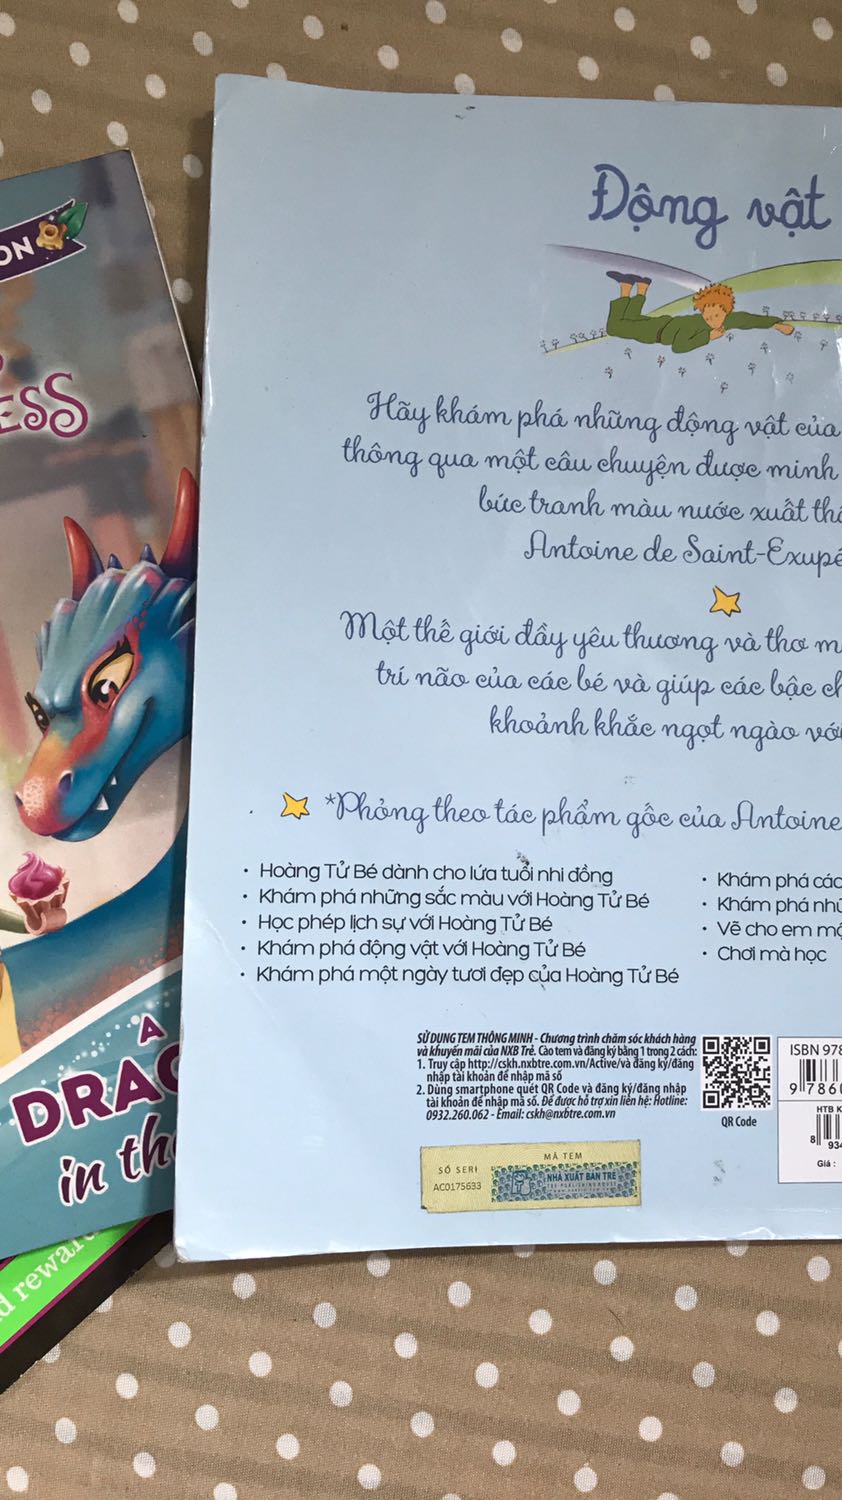 ON
ESS
A
DRAG
in the
d reward
Động vật
Hãy khám phá những động vật của
thông qua một câu chuyện được minh
bức tranh màu nước xuất th
Antoine de Saint-Exup
Một thế giới đầy yêu thương và thơ m
trí não của các bé và giúp các bậc ch
khoảnh khắc ngọt ngào với
*Phỏng theo tác phẩm gốc của Antoine
• Hoàng Tử Bé dành cho lứa tuổi nhi đồng
• Khám phá những sắc màu với Hoàng Tử Bé
• Học phép lịch sự với Hoàng Tử Bé
• Khám phá động vật với Hoàng Tử Bé
• Khám phá một ngày tươi đẹp của Hoàng Tử Bé
• Khám phá các
• Khám phá nhữ
• Vẽ cho em mộ
• Chơi mà học
SỬ DỤNG TEM THÔNG MINH - Chương trình chăm sóc khách hàng
và khuyến mãi của NXB Trẻ. Cào tem và đăng ký bằng 1 trong 2 cách:
1. Truy cập http://cskh.nxbtre.com.vn/Active/và đăng ký/đăng
nhập tài khoản để nhập mã số
2. Dùng smartphone quét QR Code và đăng ký/đăng nhập
tài khoản để nhập mã số. Để được hỗ trợ xin liên hệ: Hotline:
0932.260.062 - Email: cskh@nxbtre.com.vn
QR Code
ISBN 978
9 7860
HTB K
8 934
Giá :
SỐ SERI
AC0175633
MÃ TEM
NHÀ XUẤT BẢN TRẺ